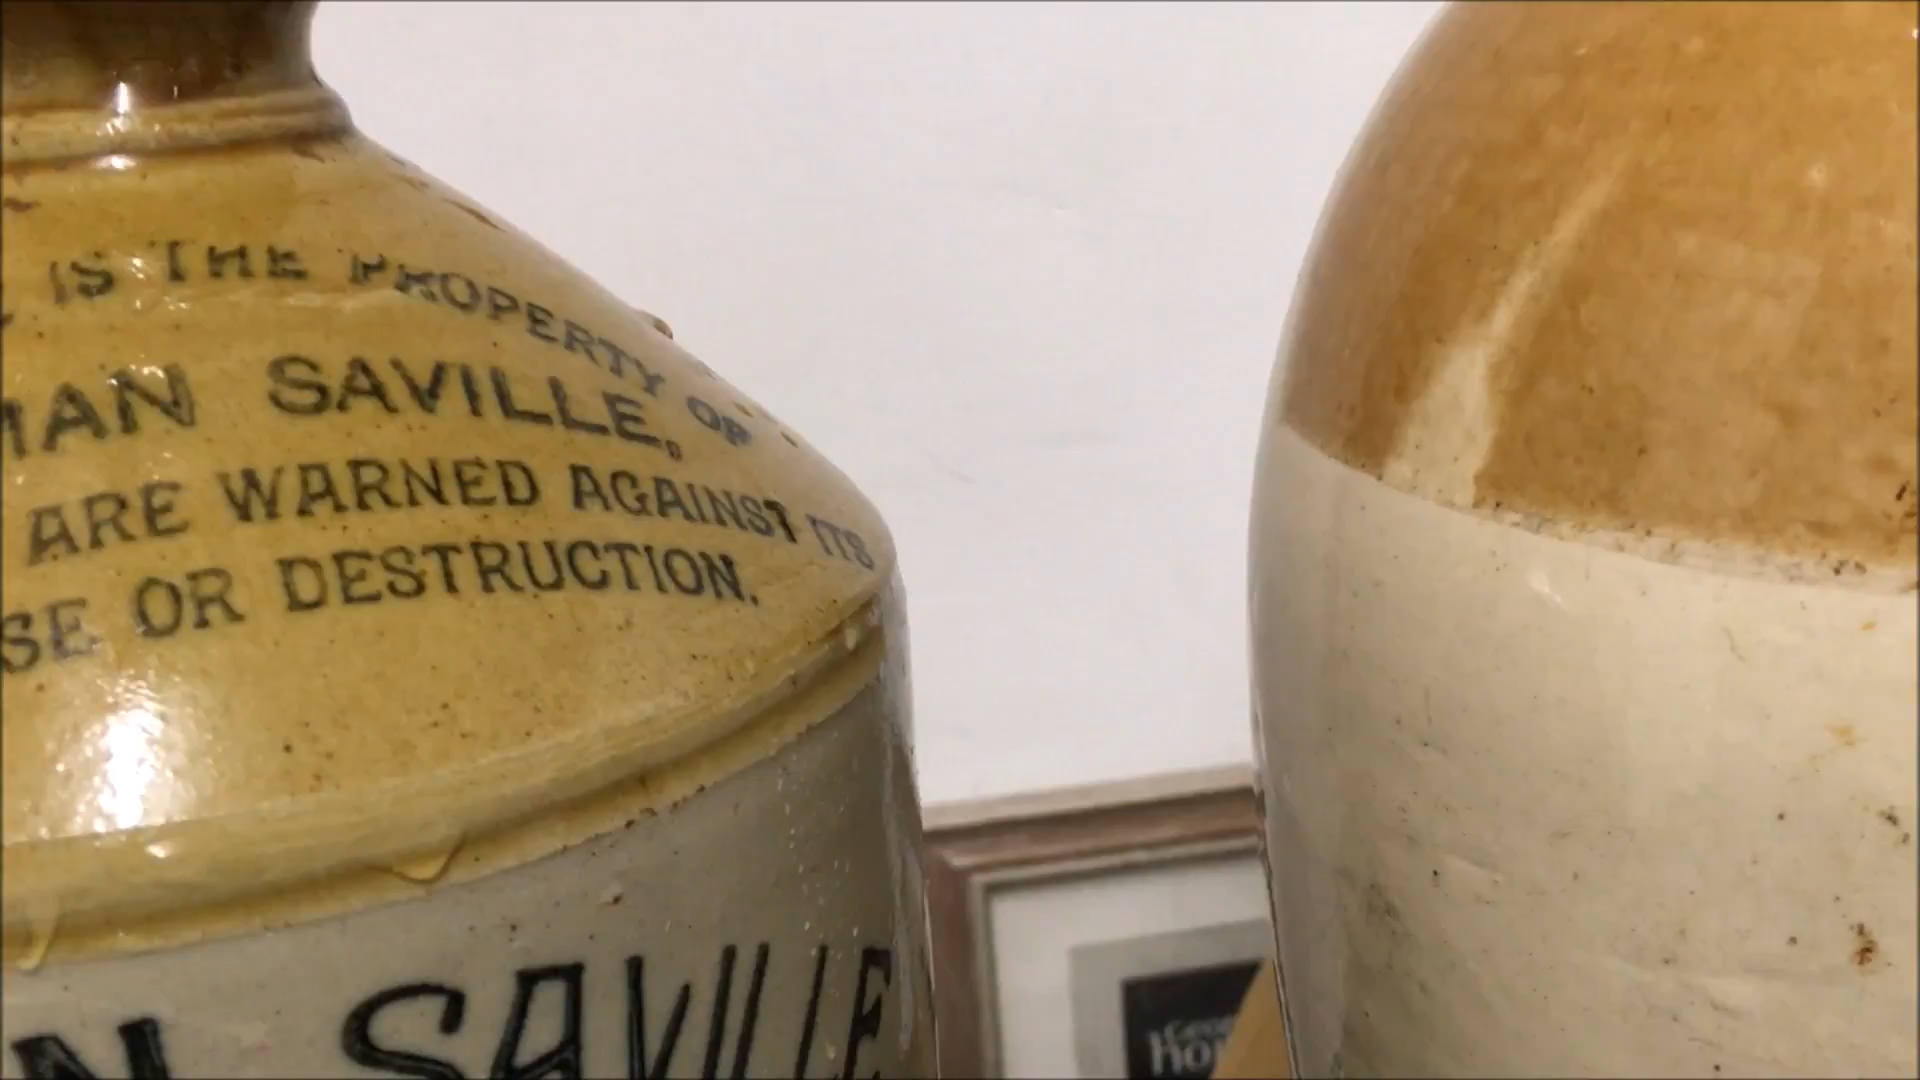 IS THE PROPERTY OF
MAN SAVILLE,
ARE WARNED AGAINST ITS
SE OR DESTRUCTION.
N SAVILLE